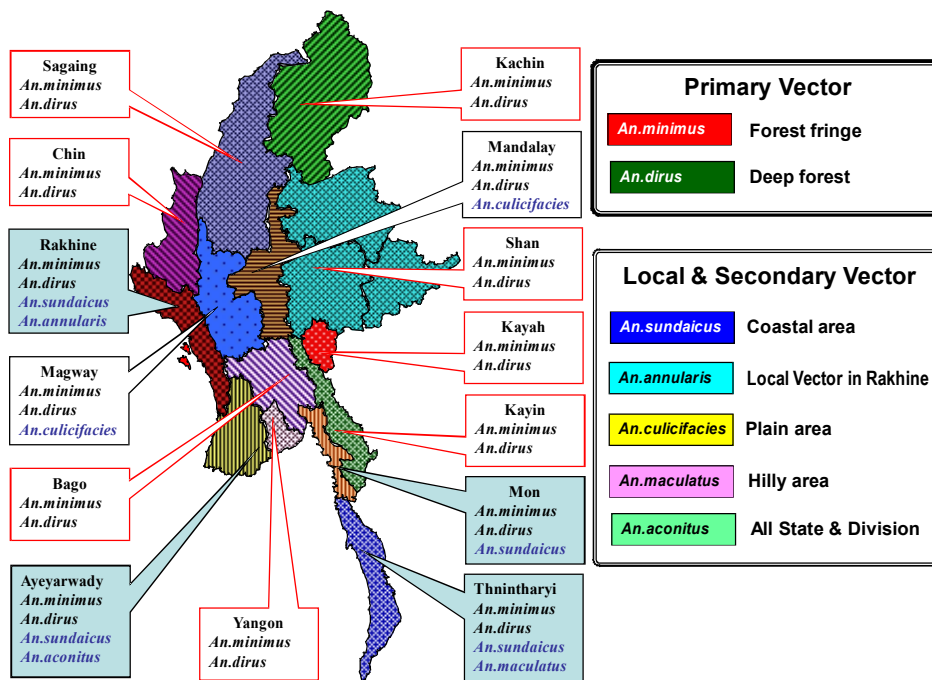 Sagaing
An.minimus
An.dirus
Chin
An.minimus
An.dirus
Rakhine
An.minimus
An.dirus
An.sundaicus
An.annularis
Magway
An.minimus
An.dirus
An.culicifacies
Bago
An.minimus
An.dirus
Ayeyarwady
An.minimus
An.dirus
An.sundaicus
An.aconitus
Yangon
An.minimus
An.dirus
Kachin
An.minimus
An.dirus
Mandalay
An.minimus
An.dirus
An.culicifacies
Shan
An.minimus
An.dirus
Kayah
An.minimus
An.dirus
Kayin
An.minimus
An.dirus
Mon
An.minimus
An.dirus
An.sundaicus
Thnintharyi
An.minimus
An.dirus
An.sundaicus
An.maculatus
Primary Vector
An.minimus Forest fringe
An.dirus Deep forest
Local & Secondary Vector
An.sundaicus Coastal area
An.annularis Local Vector in Rakhine
An.culicifacies Plain area
An.maculatus Hilly area
An.aconitus All State & Division